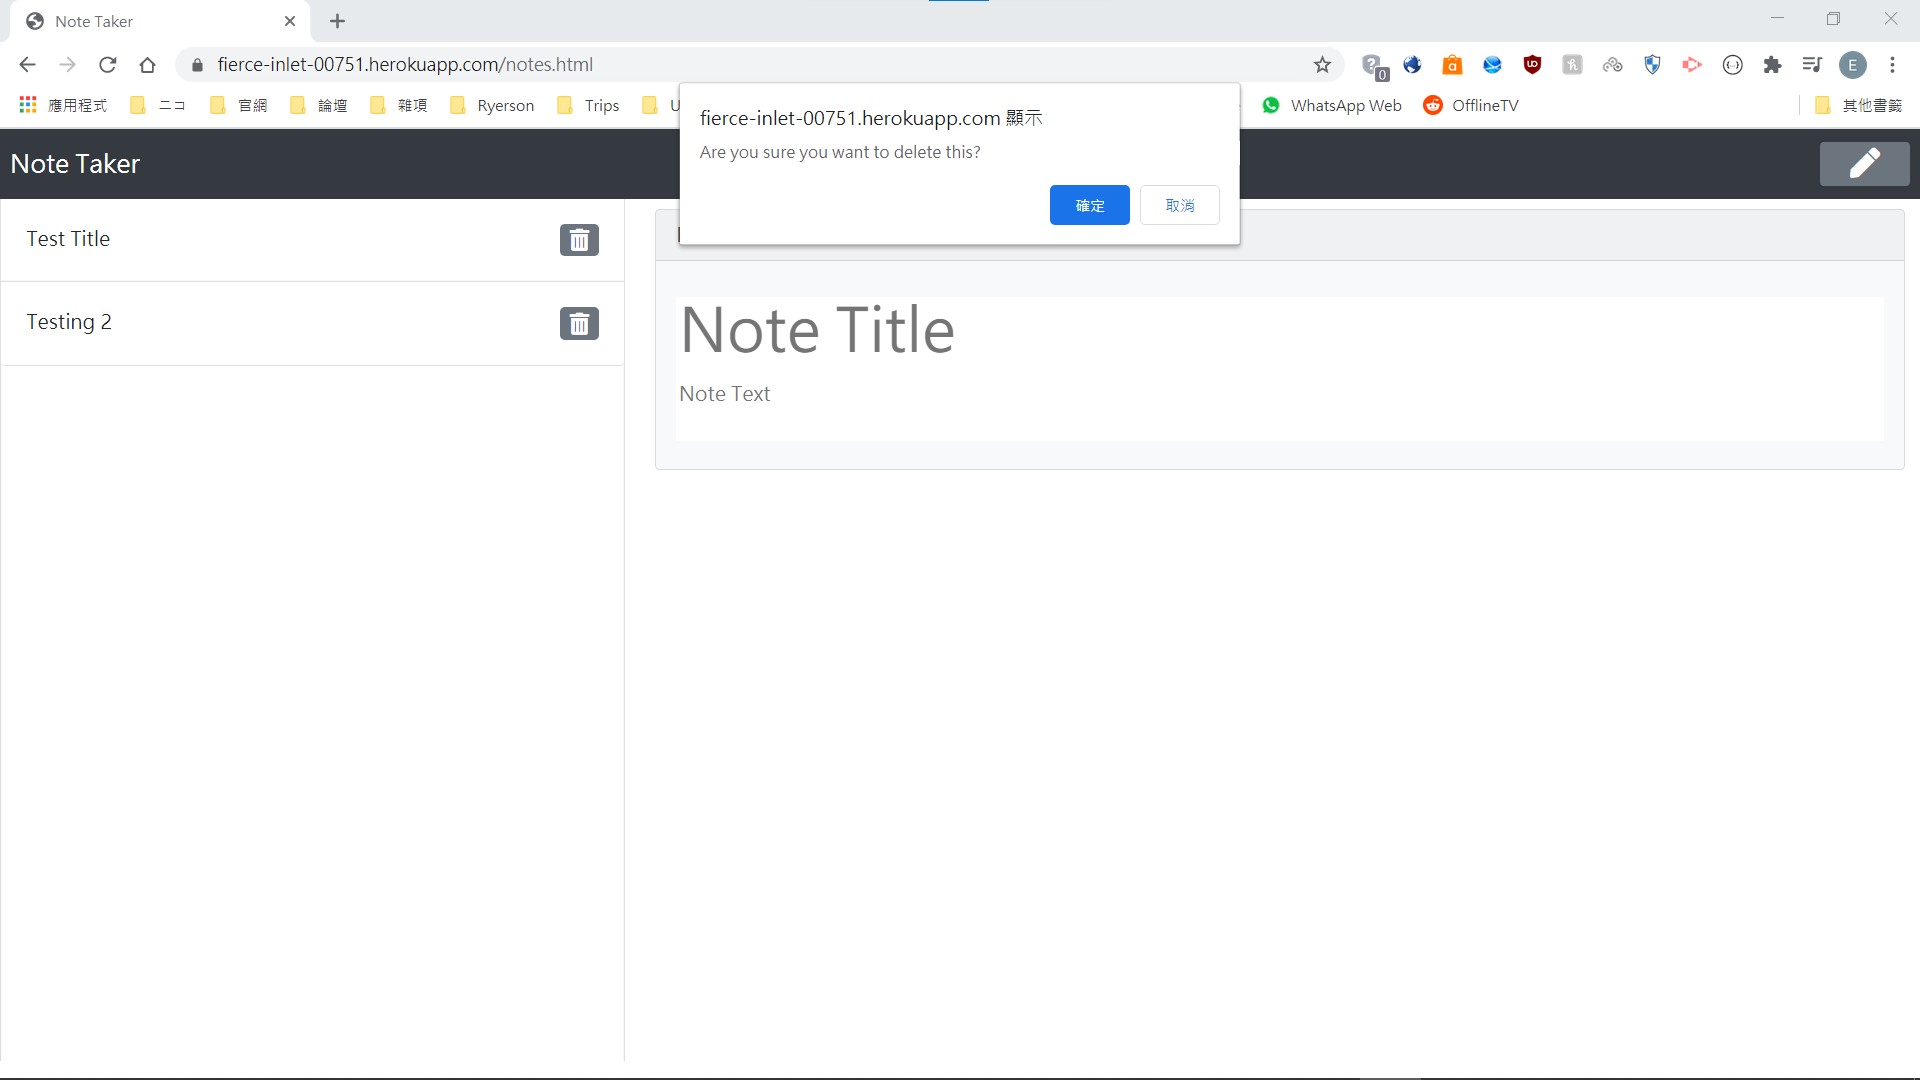 Note Taker
fierce-inlet-00751.herokuapp.com/notes.html
0
E
應用程式 ニコ 官網 論壇 雜項 Ryerson Trips U WhatsApp Web OfflineTV 其他書籤
fierce-inlet-00751.herokuapp.com 顯示
Are you sure you want to delete this?
確定 取消
Note Taker
Test Title
Testing 2
Note Title
Note Text